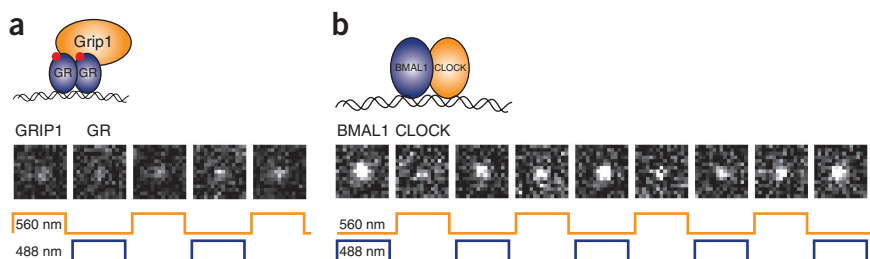 a
Grip1
GR GR
GRIP1 GR
560 nm
488 nm
b
BMAL1 CLOCK
BMAL1 CLOCK
560 nm
488 nm